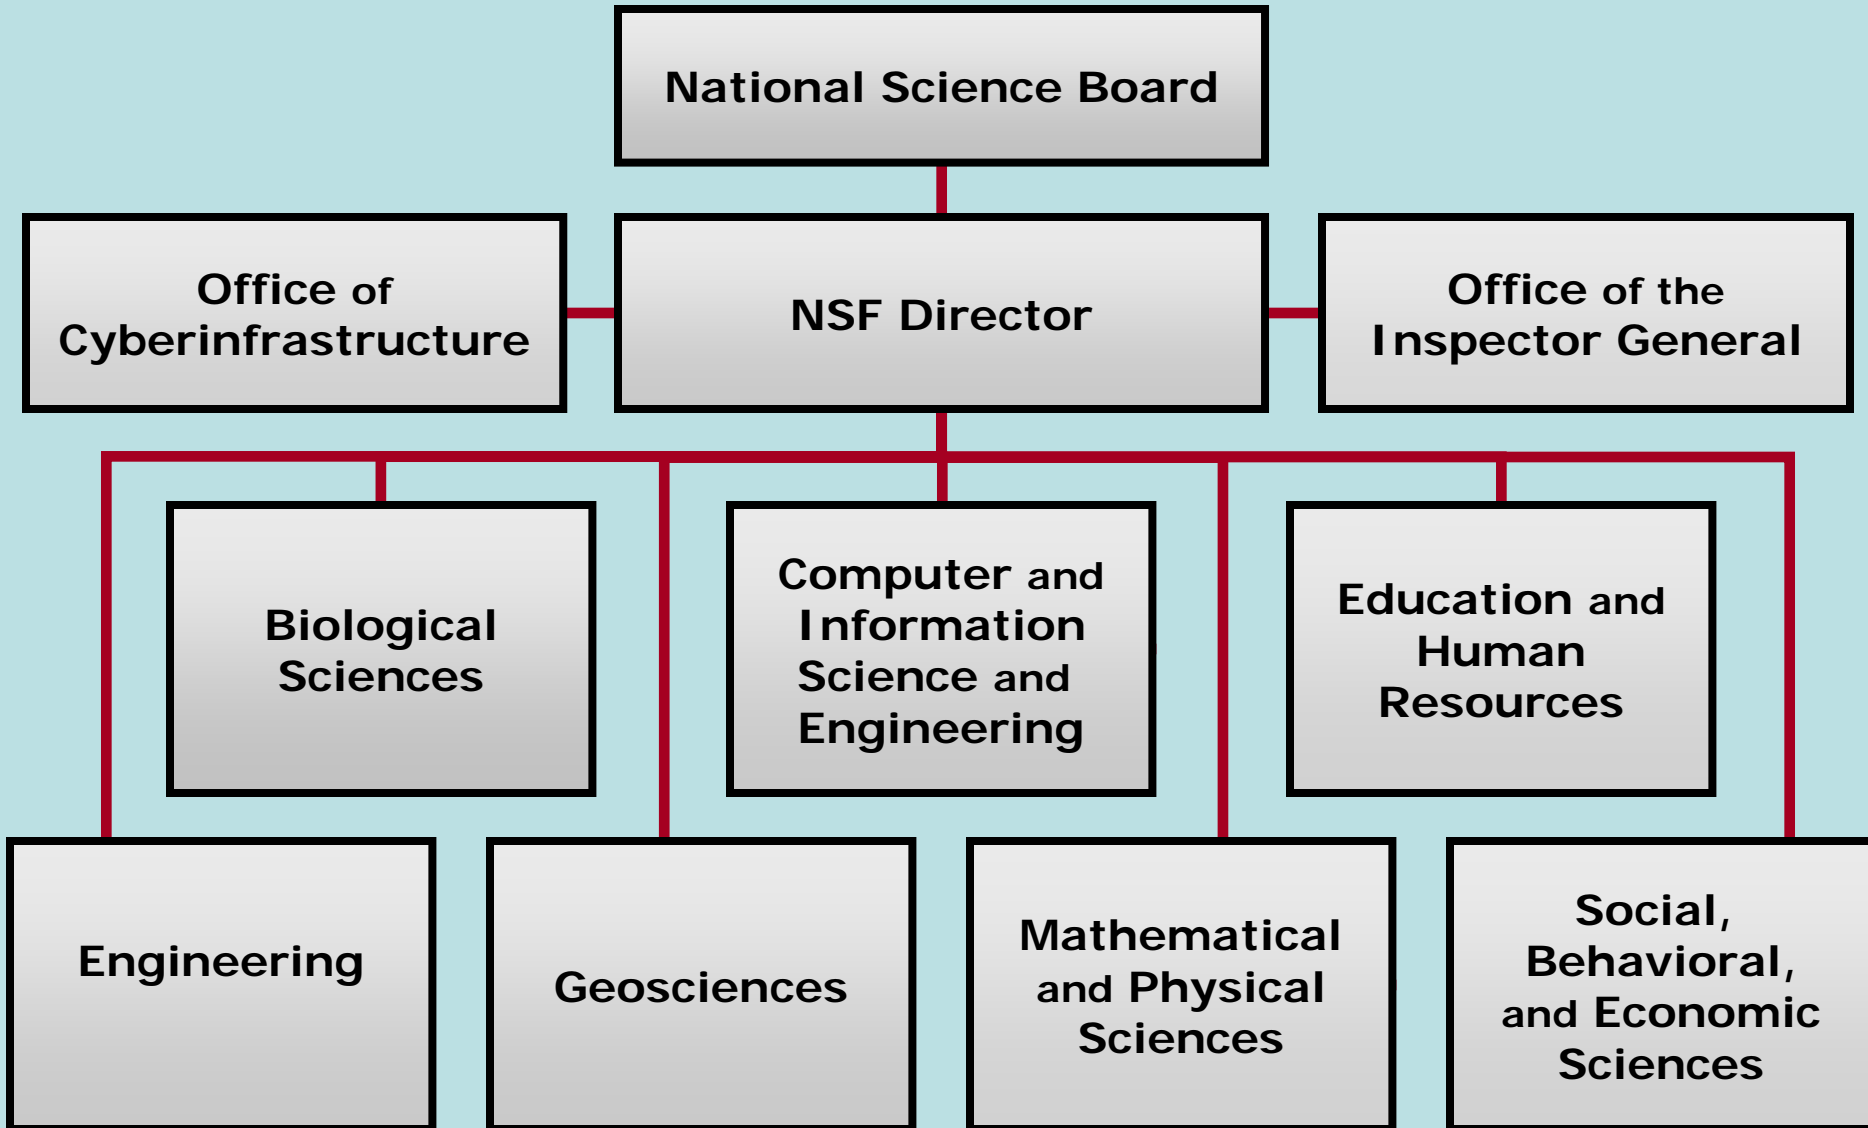 National Science Board
Office of
Cyberinfrastructure
NSF Director
Office of the
Inspector General
Biological
Sciences
Computer and
Information
Science and
Engineering
Education and
Human
Resources
Engineering
Geosciences
Mathematical
and Physical
Sciences
Social,
Behavioral,
and Economic
Sciences